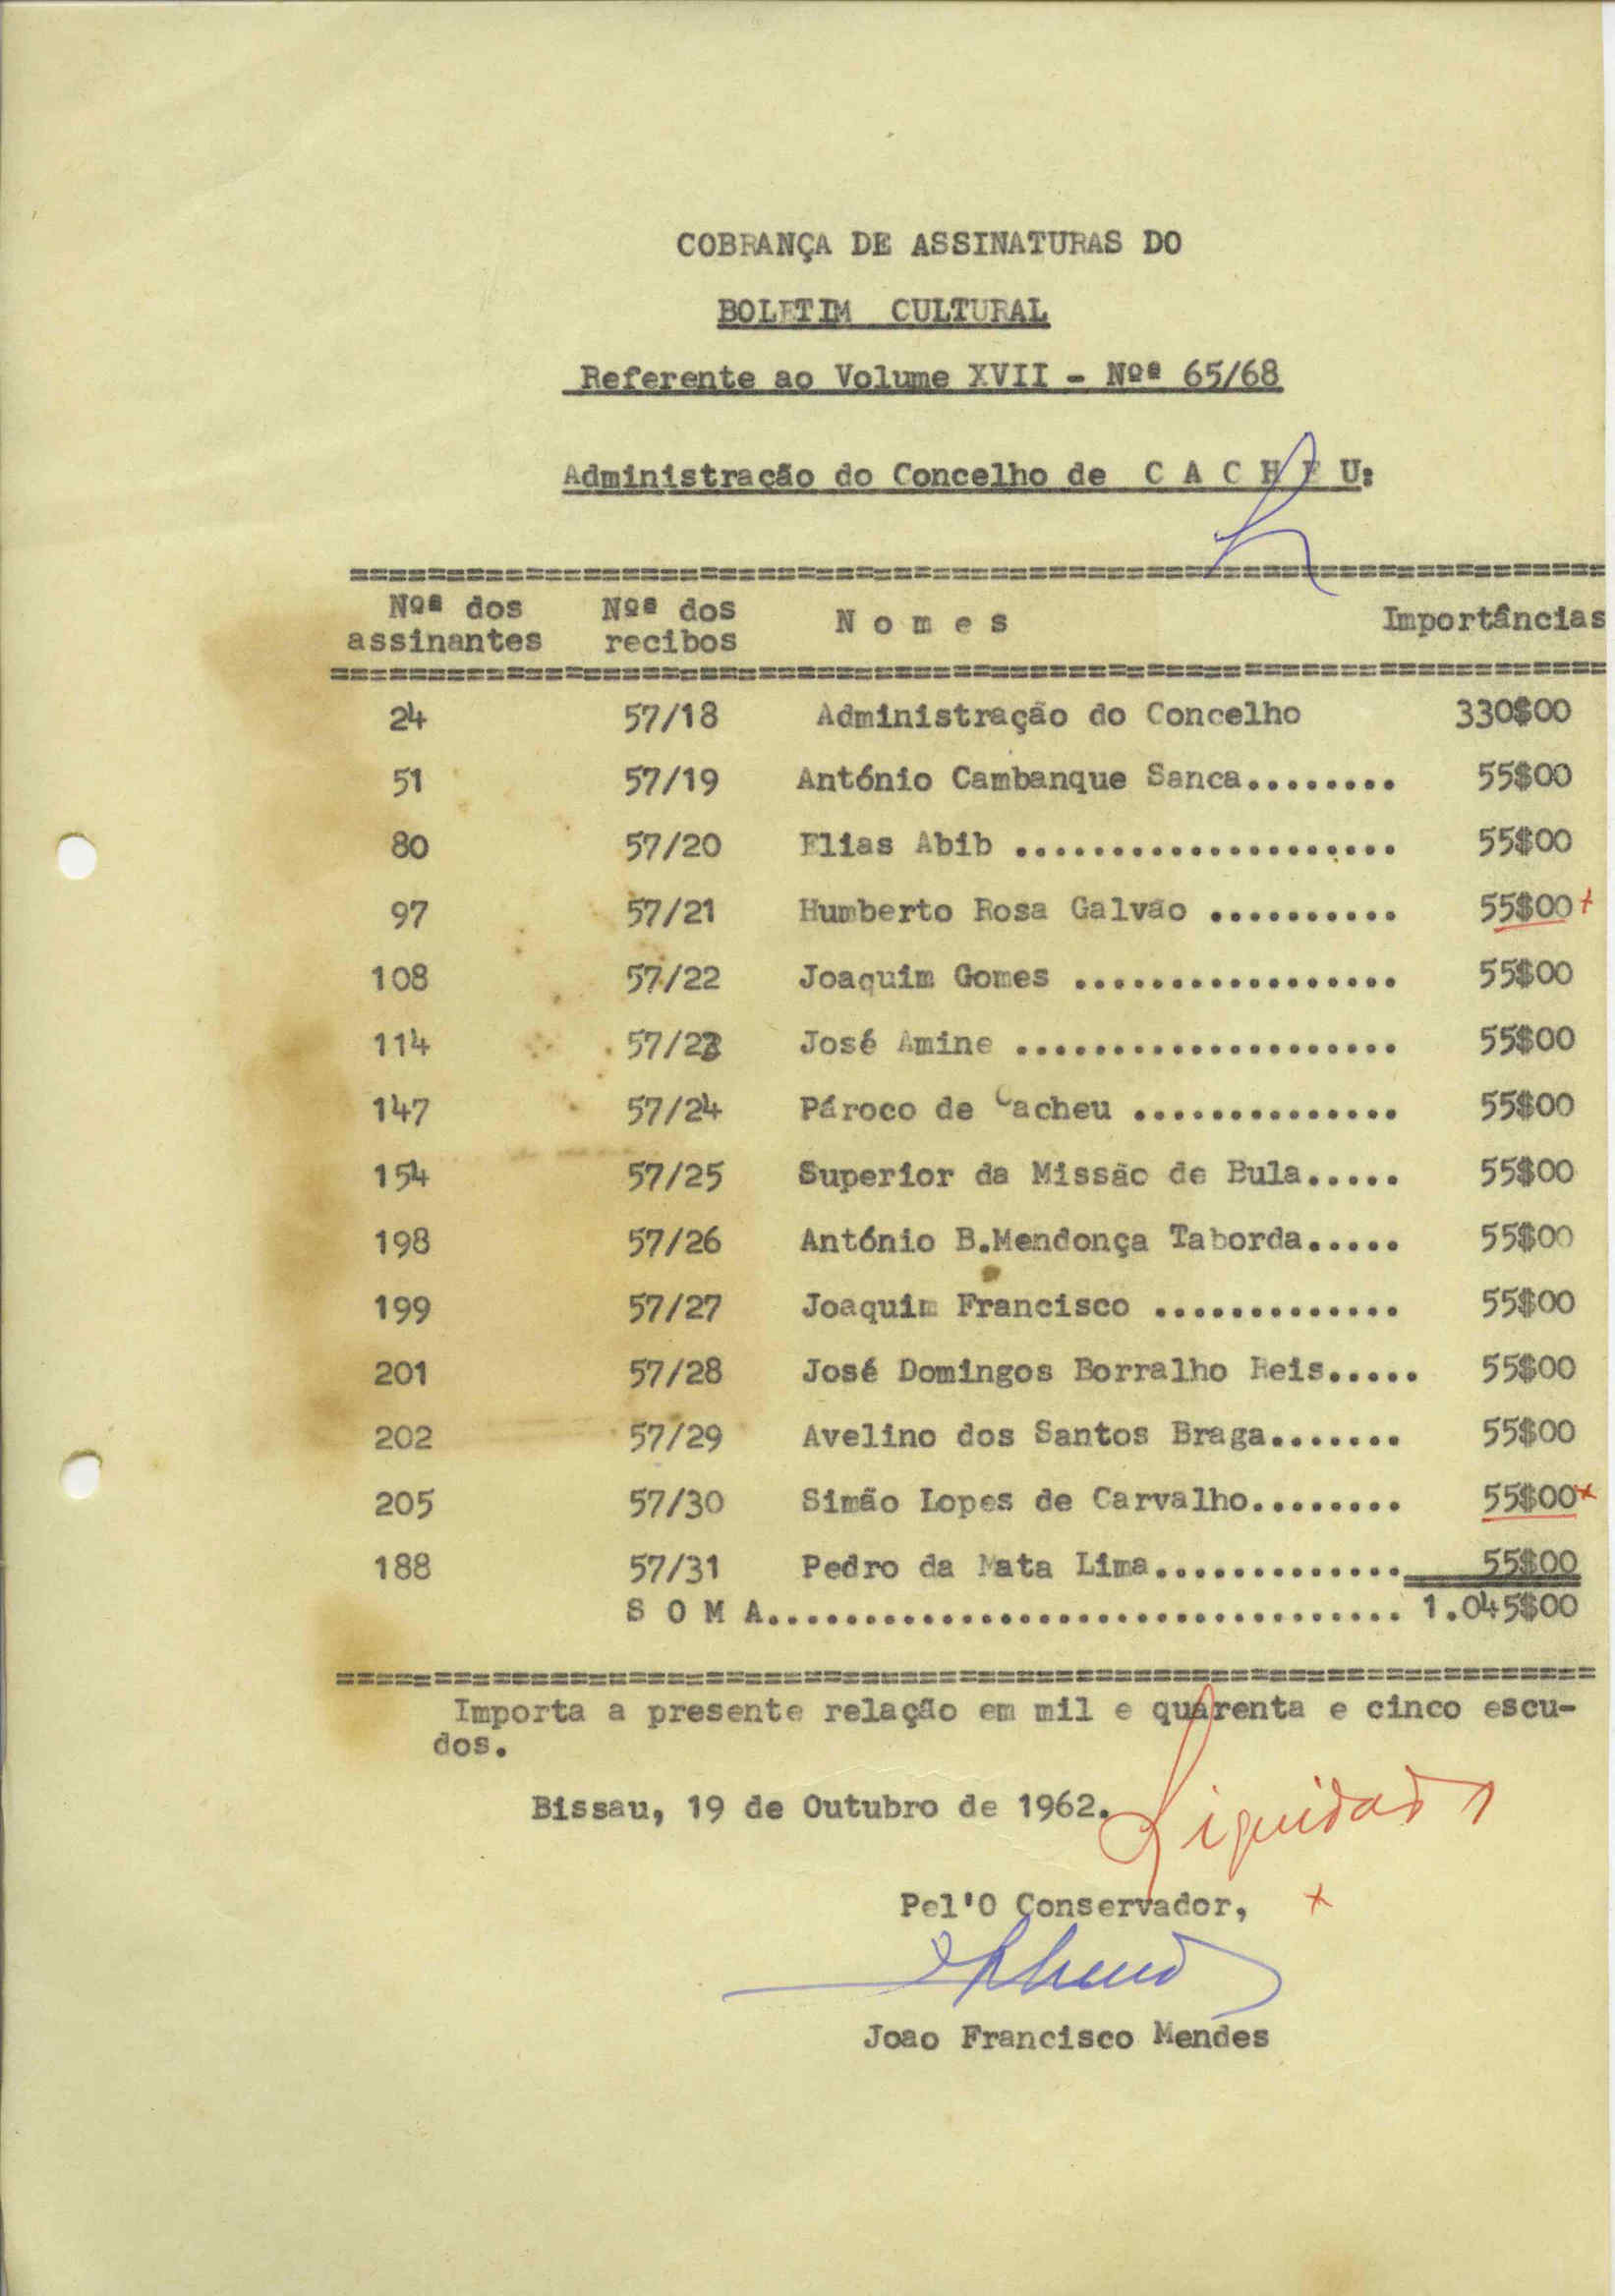 COBRANÇA DE ASSINATURAS DO
BOLETIM CULTURAL
Referente ao Volume XVII - Nºs 65/68
Administração do Concelho de C A C H E U:
================================================================
Nºs dos assinantes Nºs dos recibos N o m e s Importâncias
================================================================
24 57/18 Administração do Concelho 330$00
51 57/19 António Cambanque Sanca........ 55$00
80 57/20 Elias Abib .................... 55$00
97 57/21 Humberto Rosa Galvão .......... 55$00 x
108 57/22 Joaquim Gomes ................. 55$00
114 57/23 José Amine .................... 55$00
147 57/24 Pároco de Cacheu .............. 55$00
154 57/25 Superior da Missão de Bula..... 55$00
198 57/26 António B.Mendonça Taborda..... 55$00
199 57/27 Joaquim Francisco ............. 55$00
201 57/28 José Domingos Borralho Reis..... 55$00
202 57/29 Avelino dos Santos Braga....... 55$00
205 57/30 Simão Lopes de Carvalho........ 55$00 x
188 57/31 Pedro da Mata Lima............. 55$00
S O M A................................. 1.045$00
================================================================
Importa a presente relação em mil e quarenta e cinco escu-
dos.
Bissau, 19 de Outubro de 1962.
Liquidado
Pel'O Conservador, x
Joao Francisco Mendes